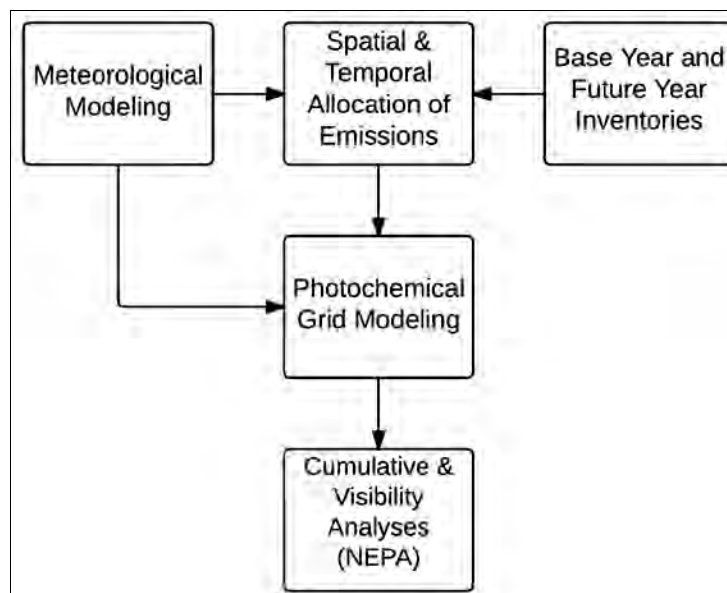 Meteorological
Modeling
Spatial &
Temporal
Allocation of
Emissions
Base Year and
Future Year
Inventories
Photochemical
Grid Modeling
Cumulative &
Visibility
Analyses
(NEPA)